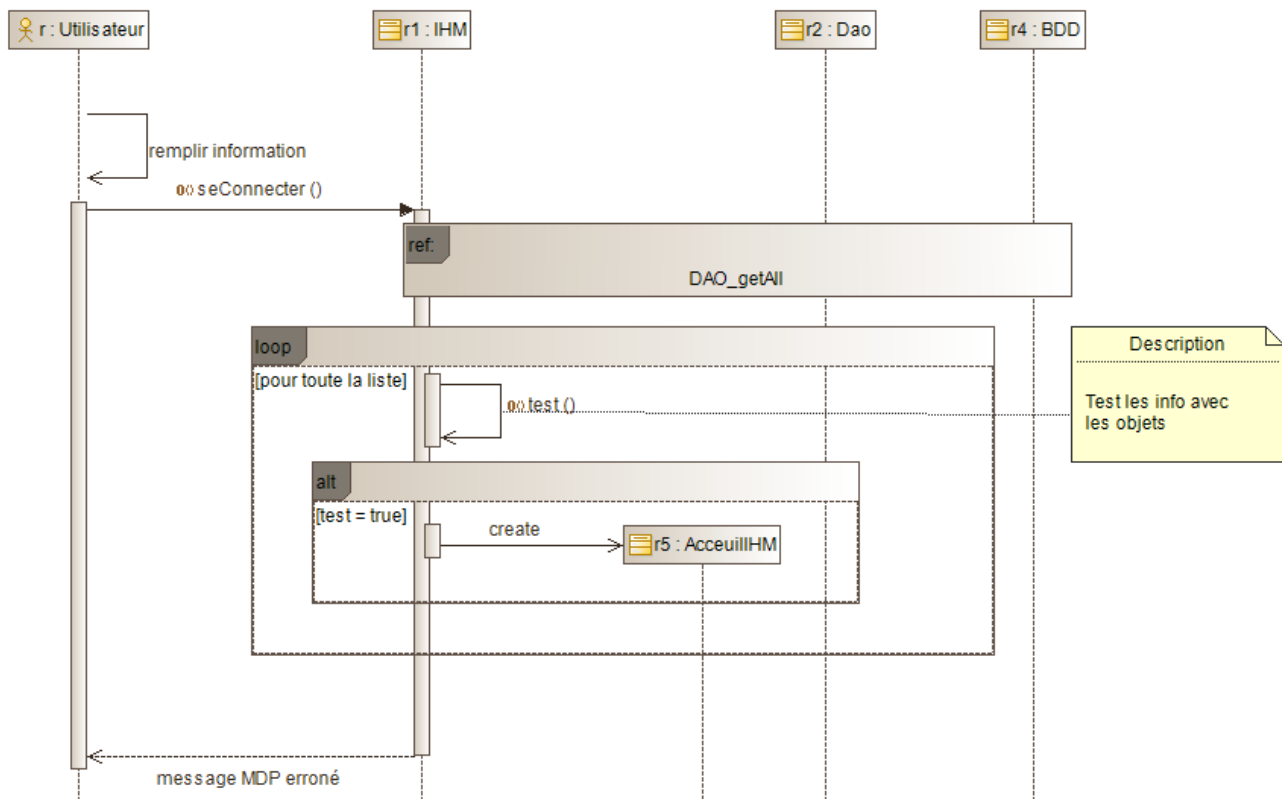 r : Utilisateur
r1 : IHM
r2 : Dao
r4 : BDD
remplir information
seConnecter ()
ref:
DAO_getAll
loop
[pour toute la liste]
test ()
Description
Test les info avec
les objets
alt
[test = true]
create
r5 : AcceuilIHM
message MDP erroné